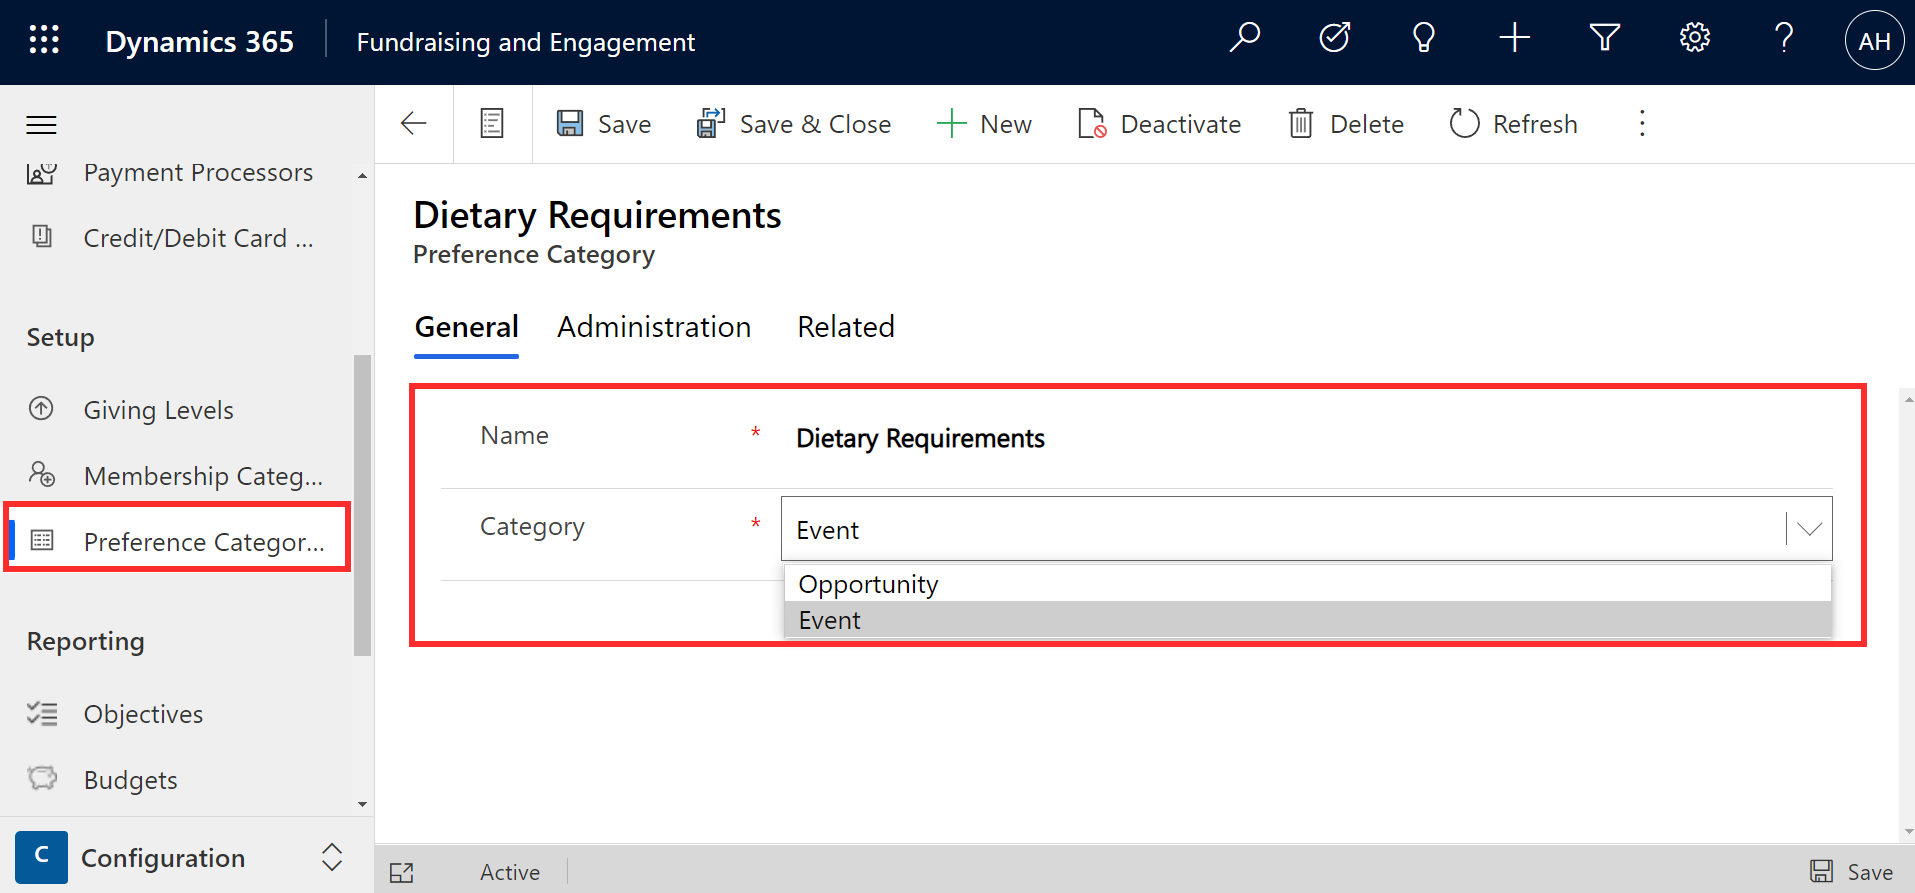 Dynamics 365
Fundraising and Engagement
AH
Payment Processors
Credit/Debit Card ...
Setup
Giving Levels
Membership Categ...
Preference Categor...
Reporting
Objectives
Budgets
C
Configuration
Save
Save & Close
New
Deactivate
Delete
Refresh
Dietary Requirements
Preference Category
General
Administration
Related
Name * Dietary Requirements
Category * Event
Opportunity
Event
Active
Save